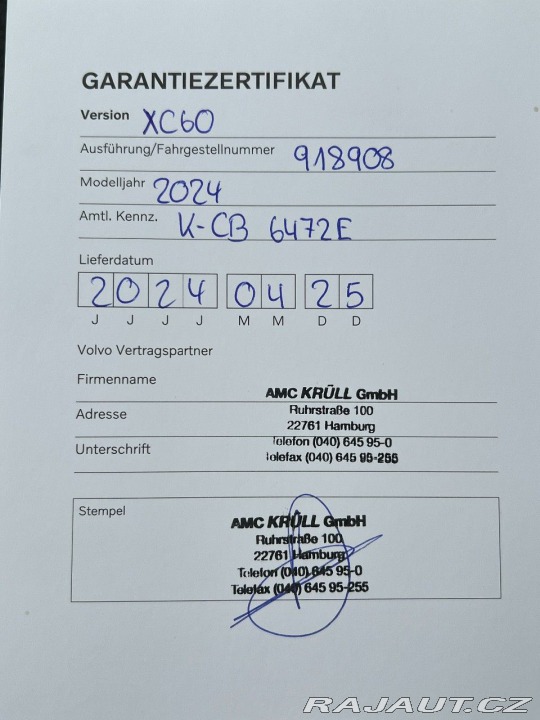 GARANTIEZERTIFIKAT
Version XC60
Ausführung/Fahrgestellnummer 918908
Modelljahr 2024
Amtl. Kennz. K-CB 6472E
Lieferdatum
2 0 2 4 0 4 2 5
J J J J M M D D
Volvo Vertragspartner
Firmenname
AMC KRÜLL GmbH
Ruhrstraße 100
Adresse
22761 Hamburg
Telefon (040) 645 95-0
Unterschrift
Telefax (040) 645 95-255
Stempel
AMC KRÜLL GmbH
Ruhrstraße 100
22761 Hamburg
Telefon (040) 645 95-0
Telefax (040) 645 95-255
RAJAUT.CZ